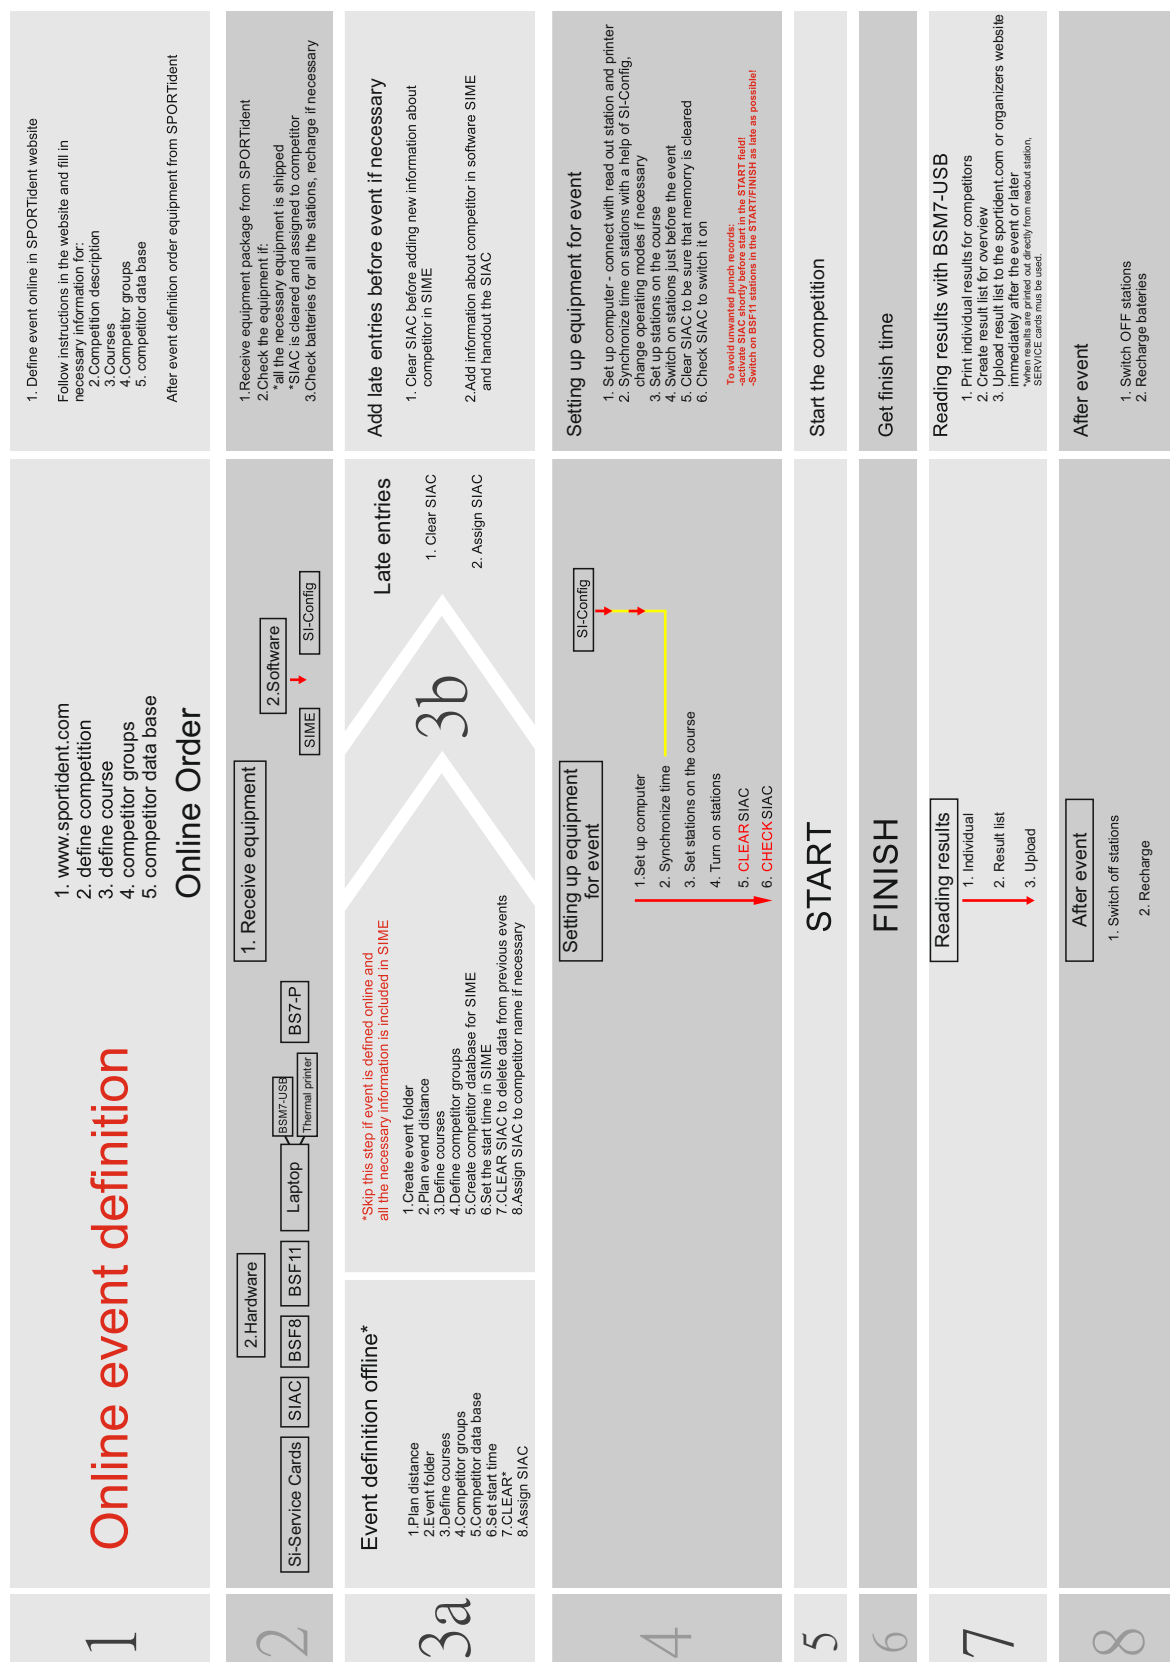 1
Online event definition
1. www.sportident.com
2. define competition
3. define course
4. competitor groups
5. competitor data base
Online Order
1. Define event online in SPORTident website
Follow instructions in the website and fill in
necessary information for:
2.Competition description
3.Courses
4.Competitor groups
5. competitor data base
After event definition order equipment from SPORTident
2
2.Hardware
Si-Service Cards
SIAC
BSF8
BSF11
Laptop
BSM7-USB
Thermal printer
BS7-P
1. Receive equipment
2.Software
SIME
SI-Config
1.Receive equipment package from SPORTident
2.Check the equipment if:
*all the necessary equipment is shipped
*SIAC is cleared and assigned to competitor
3.Check batteries for all the stations, recharge if necessary
3a
Event definition offline*
1.Plan distance
2.Event folder
3.Define courses
4.Competitor groups
5.Competitor data base
6.Set start time
7.CLEAR*
8.Assign SIAC
*Skip this step if event is defined online and
all the necessary information is included in SIME
1.Create event folder
2.Plan evend distance
3.Define courses
4.Define competitor groups
5.Create competitor database for SIME
6.Set the start time in SIME
7.CLEAR SIAC to delete data from previous events
8.Assign SIAC to competitor name if necessary
3b
Late entries
1. Clear SIAC
2. Assign SIAC
Add late entries before event if necessary
1. Clear SIAC before adding new information about
competitor in SIME
2.Add information about competitor in software SIME
and handout the SIAC
4
Setting up equipment
for event
1.Set up computer
2. Synchronize time
3. Set stations on the course
4. Turn on stations
5. CLEAR SIAC
6. CHECK SIAC
SI-Config
Setting up equipment for event
1. Set up computer - connect with read out station and printer
2. Synchronize time on stations with a help of SI-Config,
change operating modes if necessary
3. Set up stations on the course
4. Switch on stations just before the event
5. Clear SIAC to be sure that memorry is cleared
6. Check SIAC to switch it on
To avoid unwanted punch records:
-activate SIAC shortly before start in the START field!
-Switch on BSF11 stations in the START/FINISH as late as possible!
5
START
Start the competition
6
FINISH
Get finish time
7
Reading results
1. Individual
2. Result list
3. Upload
Reading results with BSM7-USB
1. Print individual results for competitors
2. Create result list for overview
3. Upload result list to the sportident.com or organizers website
immediately after the event or later
*when results are printed out directly from readout station,
SERVICE cards mus be used.
8
After event
1. Switch off stations
2. Recharge
After event
1. Switch OFF stations
2. Recharge bateries